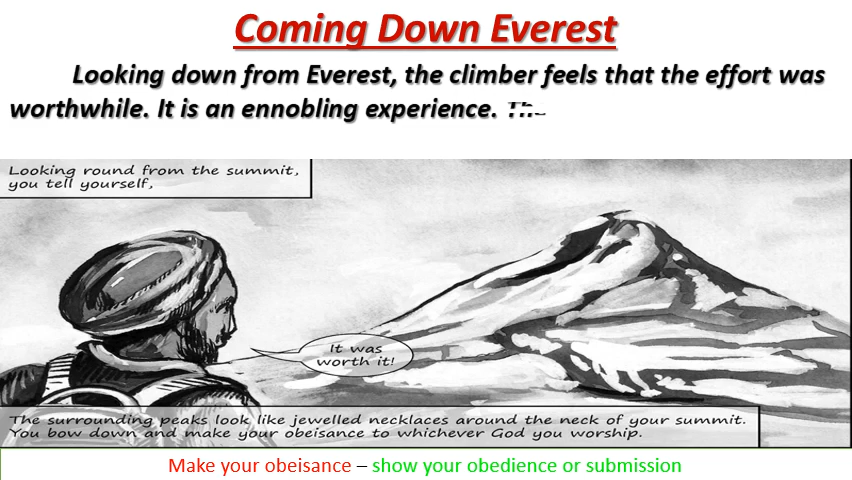 Coming Down Everest
Looking down from Everest, the climber feels that the effort was
worthwhile. It is an ennobling experience.
Looking round from the summit,
you tell yourself,
It was
worth it!
The surrounding peaks look like jewelled necklaces around the neck of your summit.
You bow down and make your obeisance to whichever God you worship.
Make your obeisance – show your obedience or submission